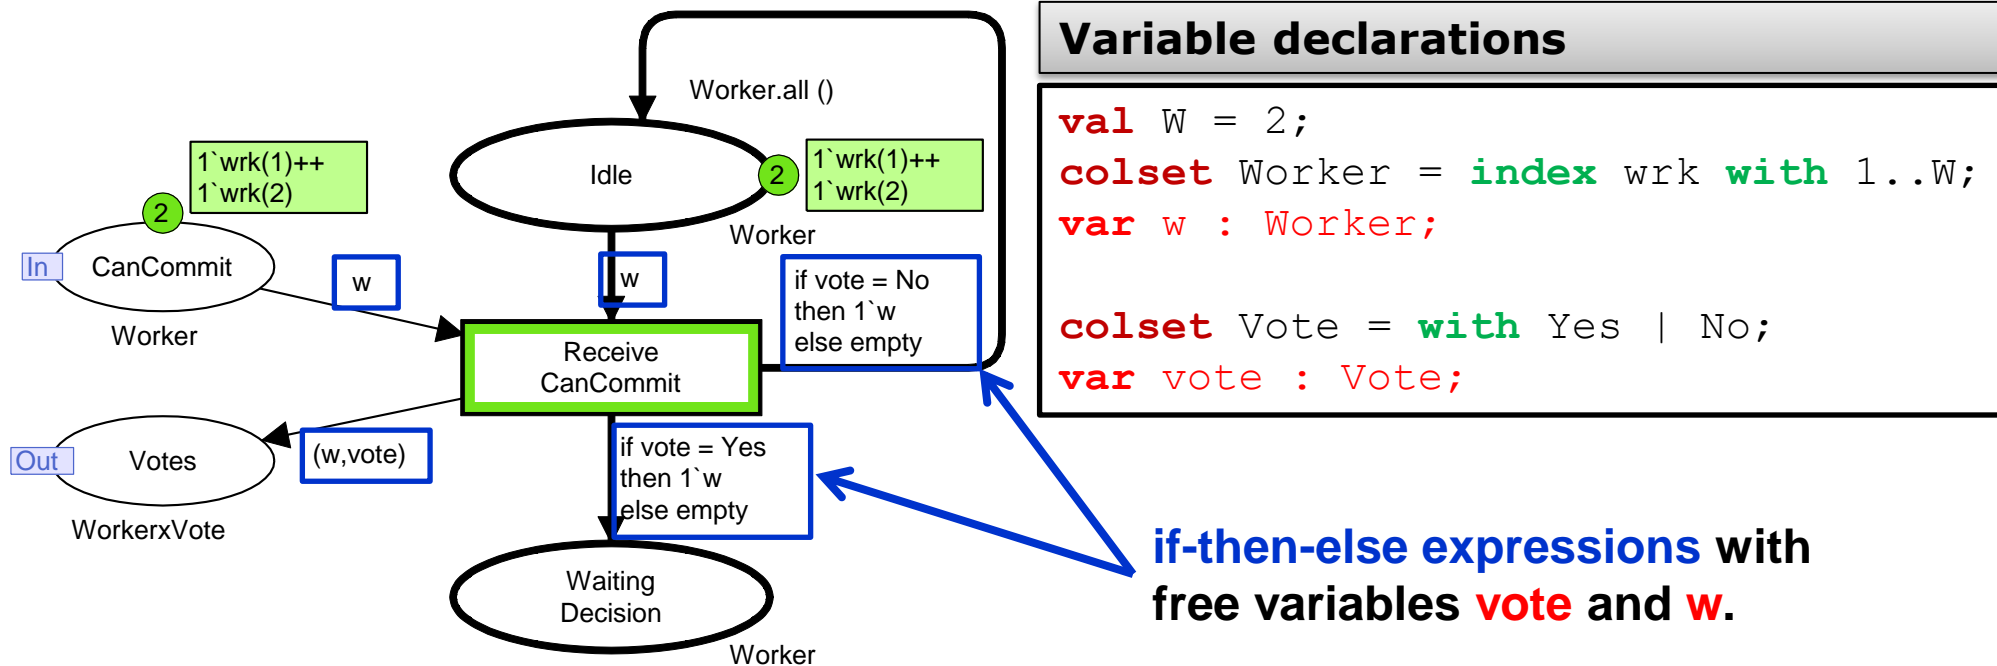 Worker.all ()
1`wrk(1)++
1`wrk(2)
2
Idle
2
1`wrk(1)++
1`wrk(2)
Worker
In
CanCommit
Worker
w
w
if vote = No
then 1`w
else empty
Receive
CanCommit
Out
Votes
WorkerxVote
(w,vote)
if vote = Yes
then 1`w
else empty
Waiting
Decision
Worker
Variable declarations
val W = 2;
colset Worker = index wrk with 1..W;
var w : Worker;
colset Vote = with Yes | No;
var vote : Vote;
if-then-else expressions with
free variables vote and w.